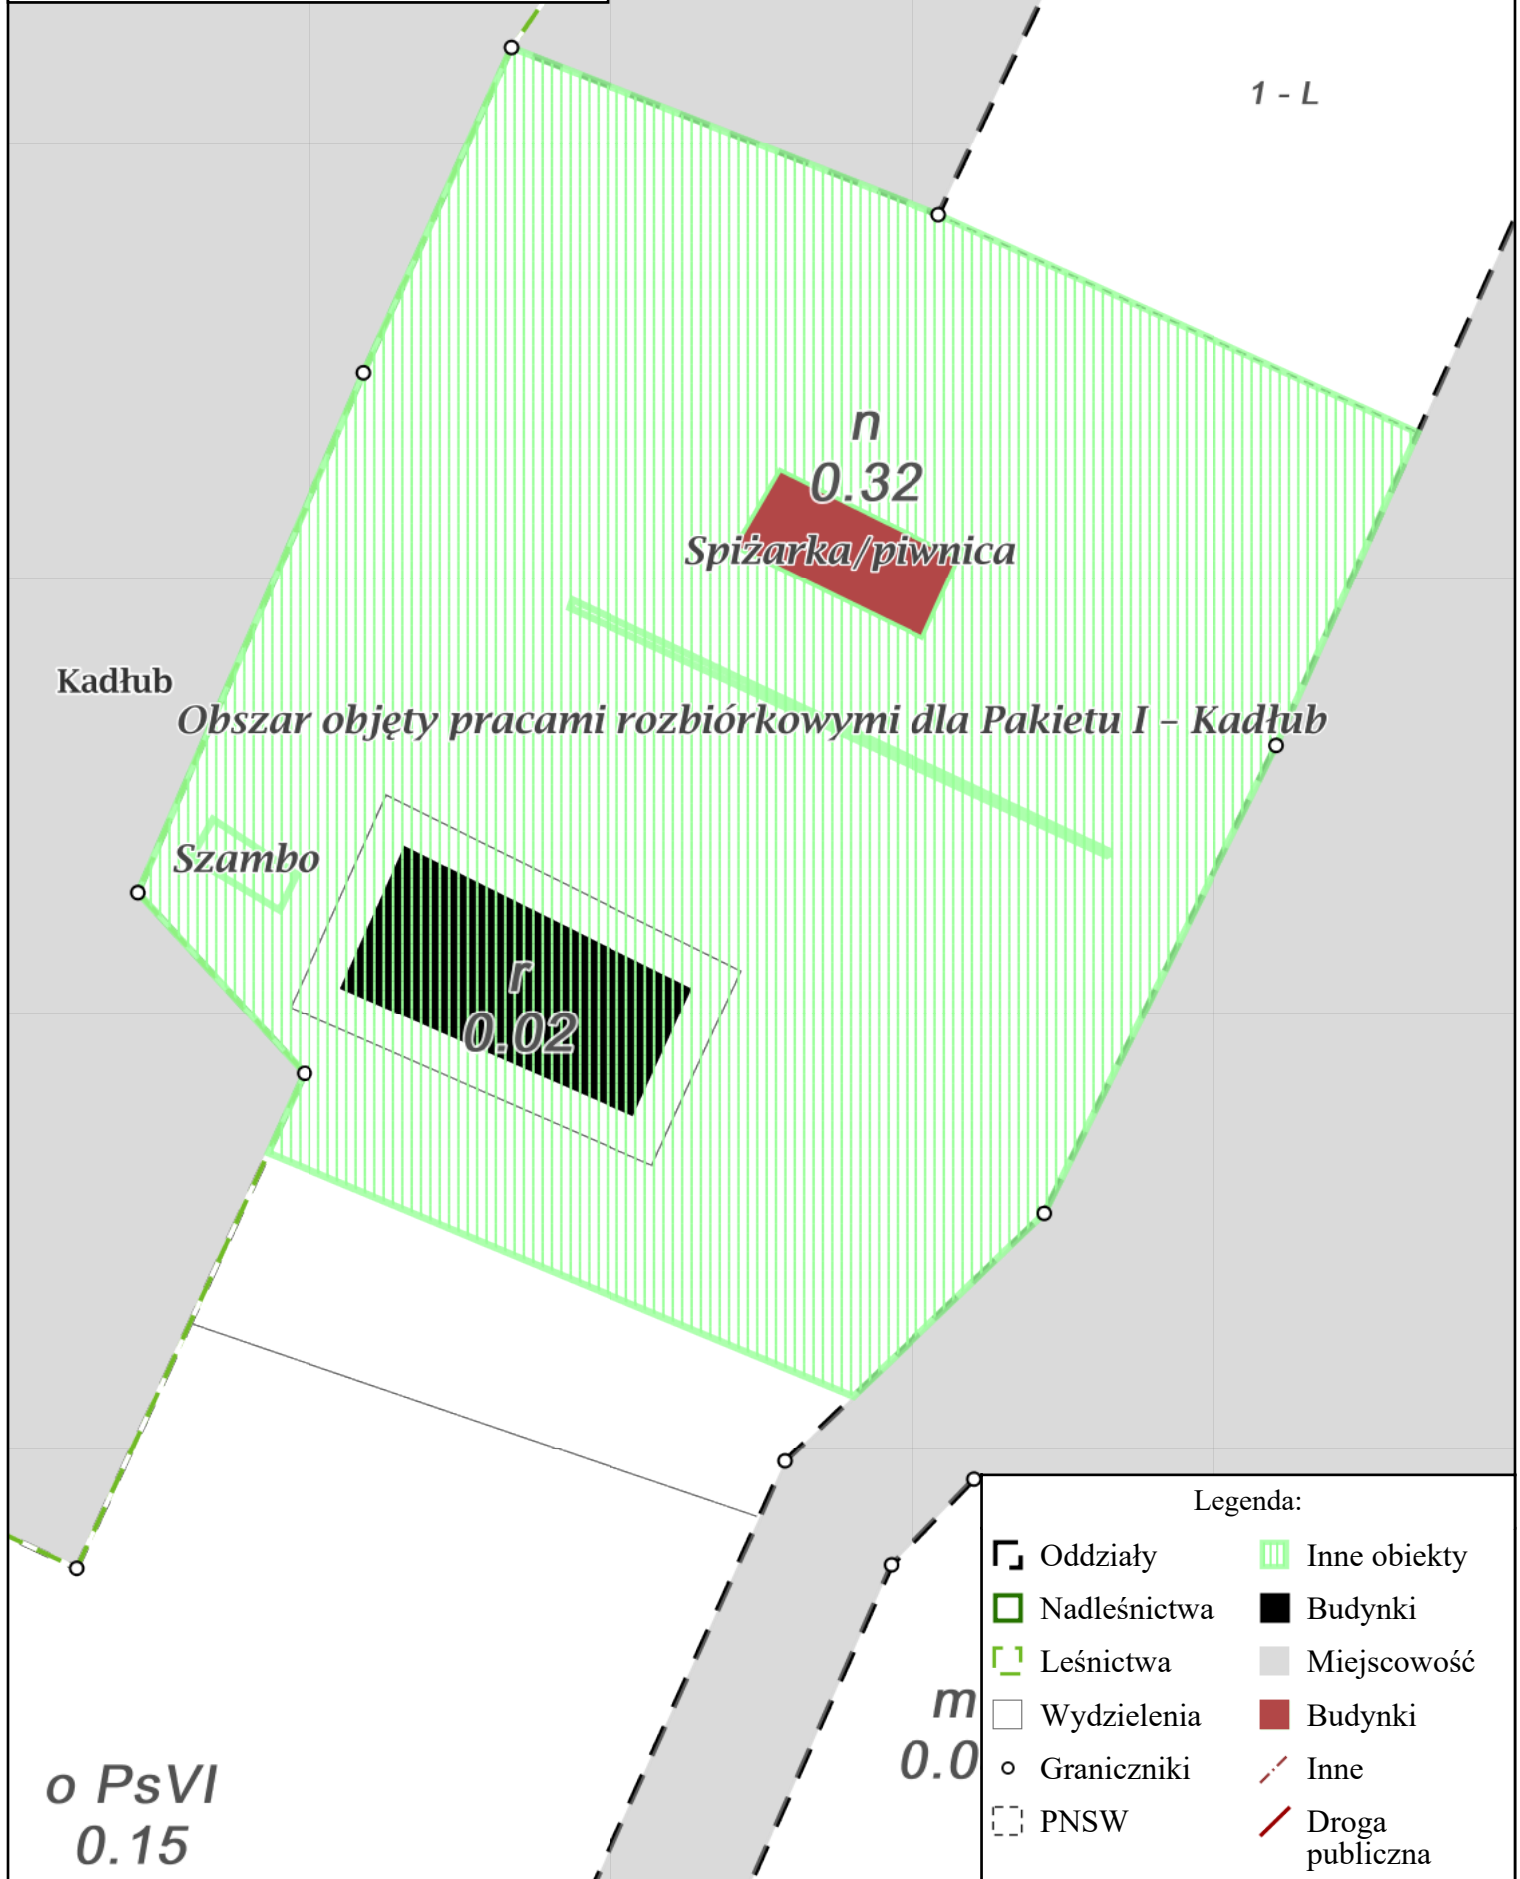 1 - L
n
0.32
Spiżarka/piwnica
Kadłub
Obszar objęty pracami rozbiórkowymi dla Pakietu I – Kadłub
Szambo
r
0.02
m
0.0
o PsVI
0.15
Legenda:
Oddziały
Nadleśnictwa
Leśnictwa
Wydzielenia
Graniczniki
PNSW
Inne obiekty
Budynki
Miejscowość
Budynki
Inne
Droga
publiczna